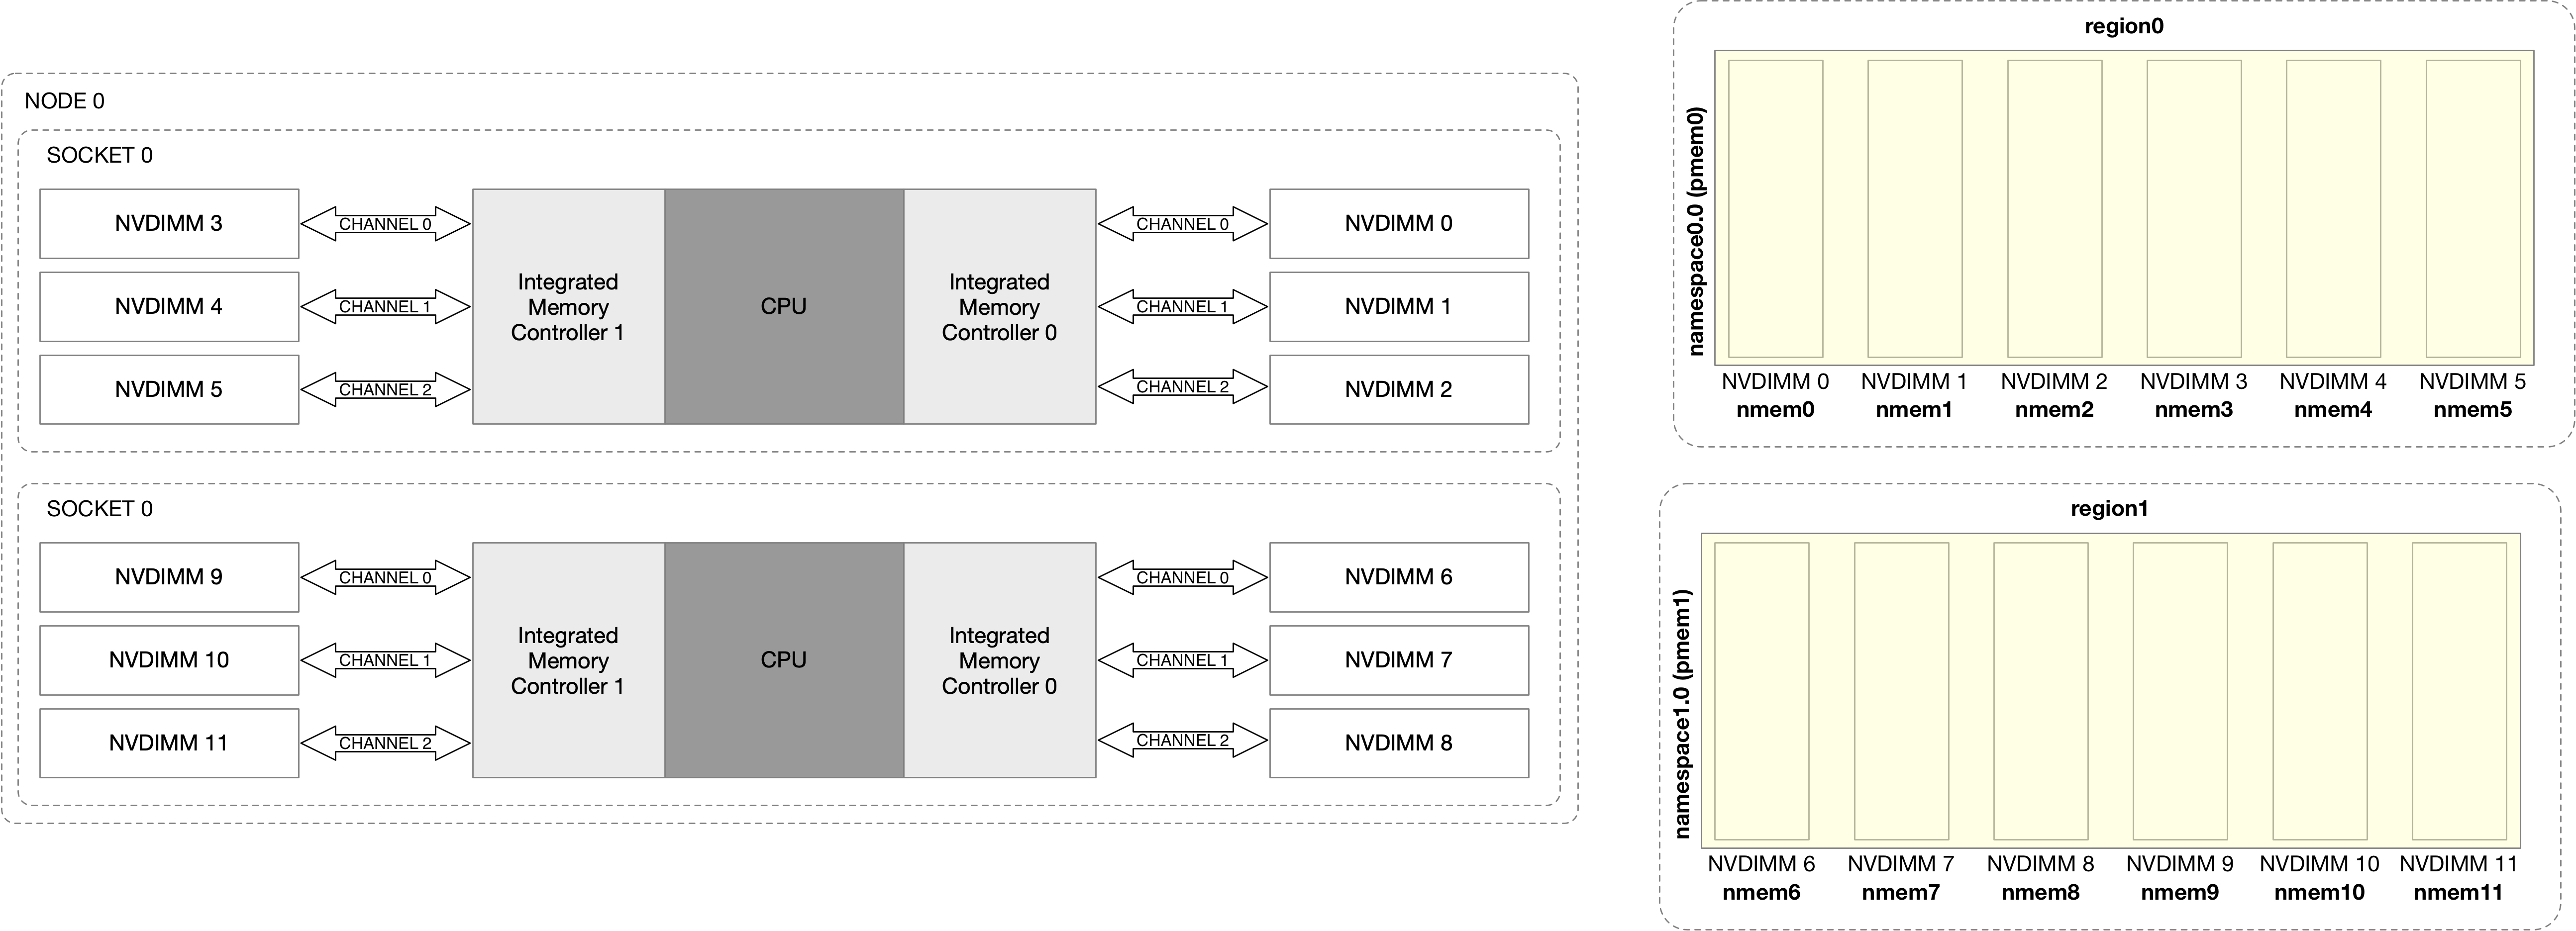 NODE 0
SOCKET 0
NVDIMM 3
CHANNEL 0
NVDIMM 4
CHANNEL 1
NVDIMM 5
CHANNEL 2
Integrated
Memory
Controller 1
CPU
Integrated
Memory
Controller 0
CHANNEL 0
NVDIMM 0
CHANNEL 1
NVDIMM 1
CHANNEL 2
NVDIMM 2
SOCKET 0
NVDIMM 9
CHANNEL 0
NVDIMM 10
CHANNEL 1
NVDIMM 11
CHANNEL 2
Integrated
Memory
Controller 1
CPU
Integrated
Memory
Controller 0
CHANNEL 0
NVDIMM 6
CHANNEL 1
NVDIMM 7
CHANNEL 2
NVDIMM 8
region0
namespace0.0 (pmem0)
NVDIMM 0 NVDIMM 1 NVDIMM 2 NVDIMM 3 NVDIMM 4 NVDIMM 5
nmem0 nmem1 nmem2 nmem3 nmem4 nmem5
region1
namespace1.0 (pmem1)
NVDIMM 6 NVDIMM 7 NVDIMM 8 NVDIMM 9 NVDIMM 10 NVDIMM 11
nmem6 nmem7 nmem8 nmem9 nmem10 nmem11